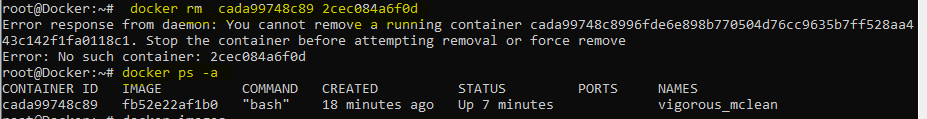 root@Docker:~#  docker rm  cada99748c89 2cec084a6f0d
Error response from daemon: You cannot remove a running container cada99748c8996fde6e898b770504d76cc9635b7ff528aa4
43c142f1fa0118c1. Stop the container before attempting removal or force remove
Error: No such container: 2cec084a6f0d
root@Docker:~# docker ps -a
CONTAINER ID   IMAGE          COMMAND   CREATED          STATUS         PORTS     NAMES
cada99748c89   fb52e22af1b0   "bash"    18 minutes ago   Up 7 minutes             vigorous_mclean
root@Docker:~# docker images